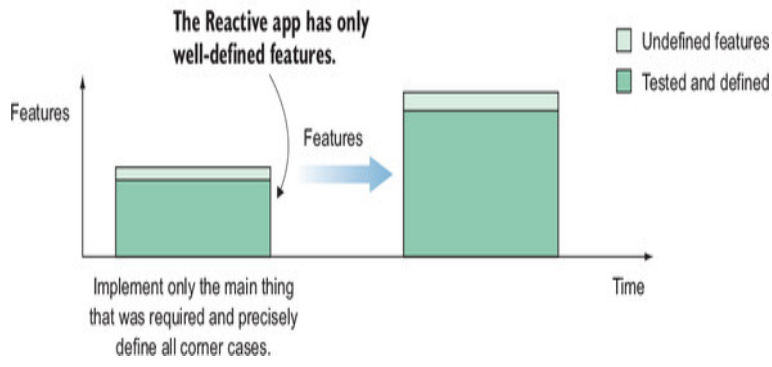 The Reactive app has only
well-defined features.
Undefined features
Tested and defined
Features
Features
Implement only the main thing
that was required and precisely
define all corner cases.
Time